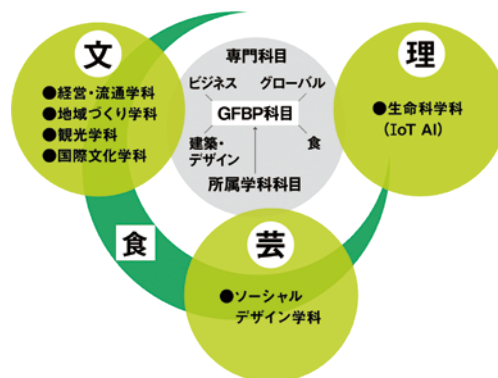 文
●経営・流通学科
●地域づくり学科
●観光学科
●国際文化学科
専門科目
ビジネス グローバル
GFBP科目
建築・
デザイン
食
所属学科科目
理
●生命科学科
(IoT AI)
食
芸
●ソーシャル
デザイン学科